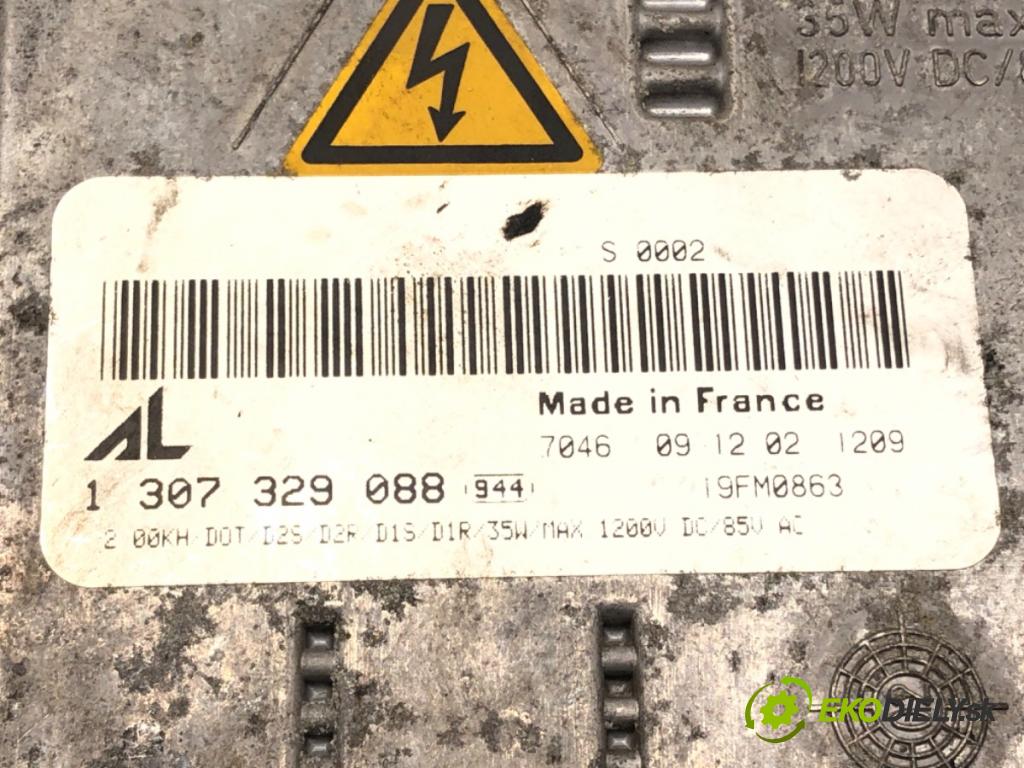 35W max
1200V DC/8
S 0002
AL
Made in France
7046 09 12 02 1209
1 307 329 088 944 19FM0863
2 00KH/DOT/D2S/D2R/D1S/D1R/35W/MAX 1200V DC/85V AC
EKODIELY.sk